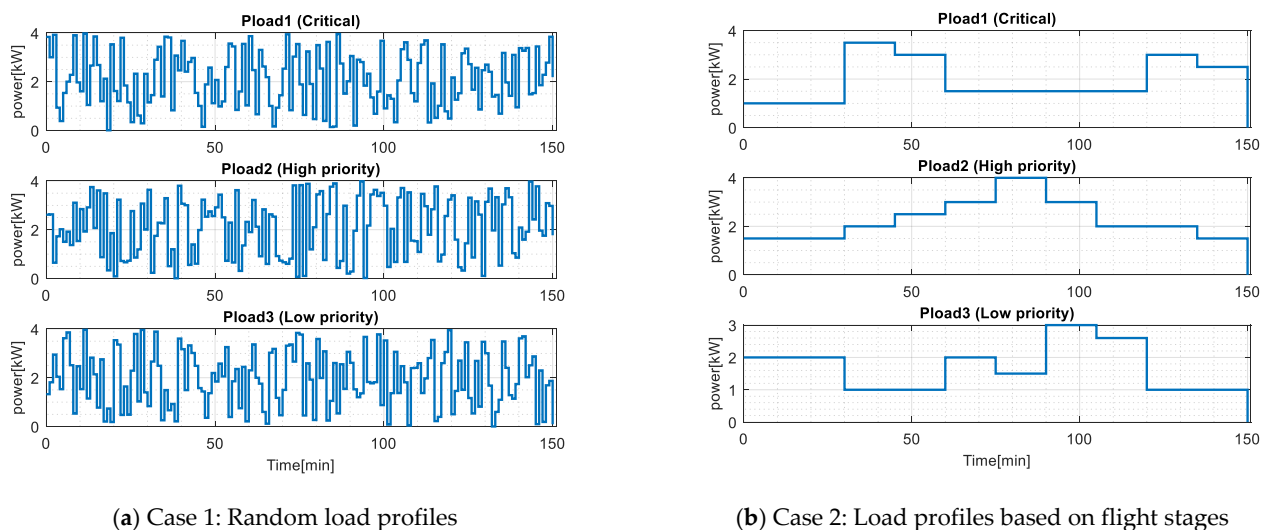 Pload1 (Critical)
power[kW]
4
2
0
0
50
100
150
Pload2 (High priority)
power[kW]
4
2
0
0
50
100
150
Pload3 (Low priority)
power[kW]
4
2
0
0
50
100
150
Time[min]
(a) Case 1: Random load profiles
Pload1 (Critical)
power[kW]
4
2
0
0
50
100
150
Pload2 (High priority)
power[kW]
4
2
0
0
50
100
150
Pload3 (Low priority)
power[kW]
3
2
1
0
0
50
100
150
Time[min]
(b) Case 2: Load profiles based on flight stages